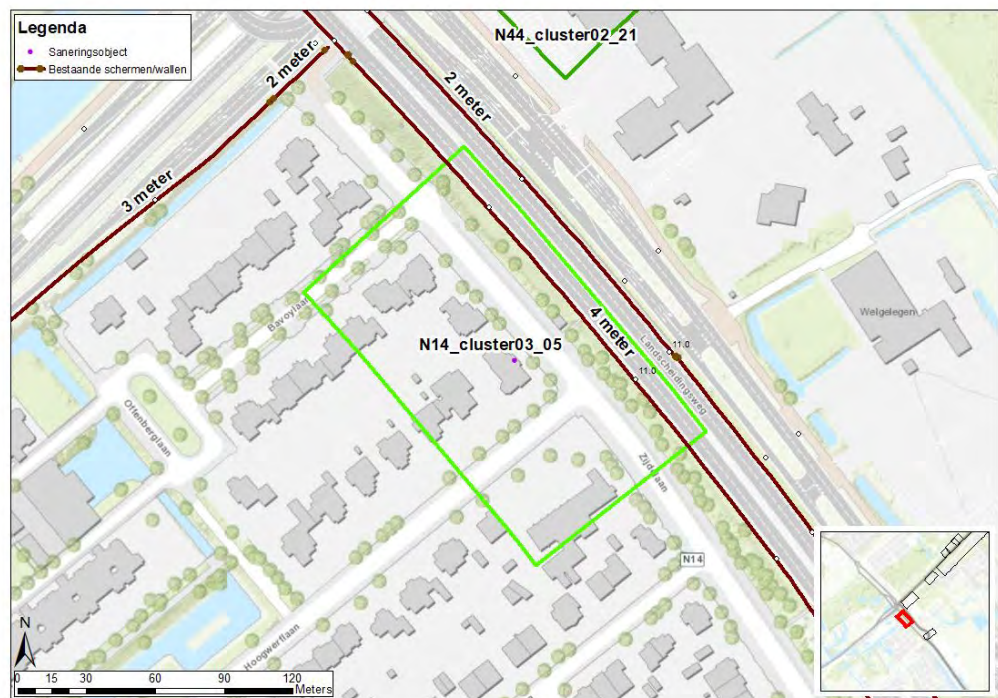 Legenda
Saneringsobject
Bestaande schermen/wallen
N44_cluster02_21
2 meter
2 meter
3 meter
Bavoylaan
N14_cluster03_05
4 meter
11.0
11.0
Landscheidingsweg
Welgelegen
Offenberglaan
Zijdelaan
N14
Hoogwerflaan
N
0 15 30 60 90 120
Meters